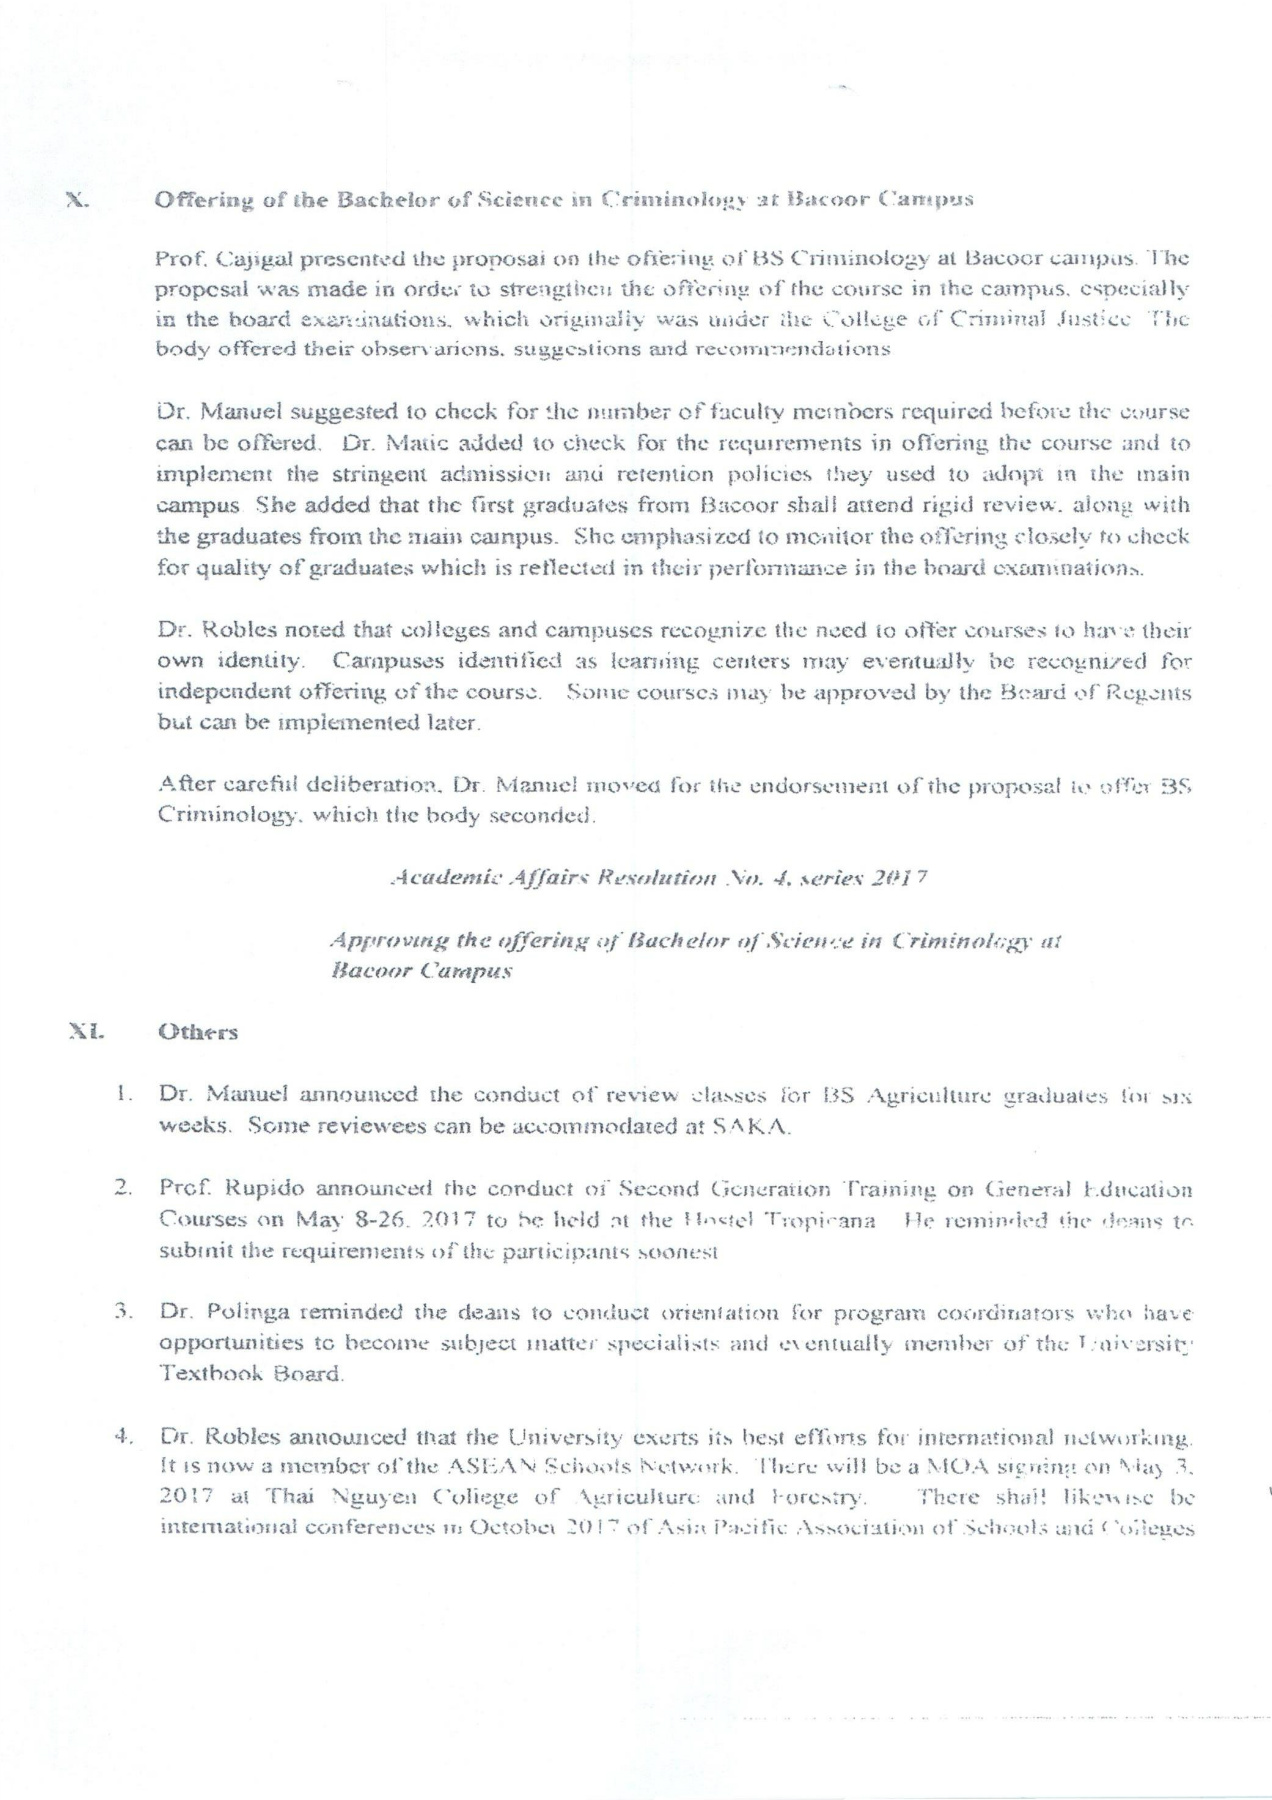 X. Offering of the Bachelor of Science in Criminology at Bacoor Campus
Prof. Cajigal presented the proposal on the offering of BS Criminology at Bacoor campus. The
proposal was made in order to strengthen the offering of the course in the campus, especially
in the board examinations, which originally was under the College of Criminal Justice. The
body offered their observations, suggestions and recommendations
Dr. Manuel suggested to check for the number of faculty members required before the course
can be offered. Dr. Matic added to check for the requirements in offering the course and to
implement the stringent admission and retention policies they used to adopt in the main
campus. She added that the first graduates from Bacoor shall attend rigid review, along with
the graduates from the main campus. She emphasized to monitor the offering closely to check
for quality of graduates which is reflected in their performance in the board examinations.
Dr. Robles noted that colleges and campuses recognize the need to offer courses to have their
own identity. Campuses identified as learning centers may eventually be recognized for
independent offering of the course. Some courses may be approved by the Board of Regents
but can be implemented later.
After careful deliberation, Dr. Manuel moved for the endorsement of the proposal to offer BS
Criminology, which the body seconded.
Academic Affairs Resolution No. 4, series 2017
Approving the offering of Bachelor of Science in Criminology at
Bacoor Campus
XI. Others
1. Dr. Manuel announced the conduct of review classes for BS Agriculture graduates for six
weeks. Some reviewees can be accommodated at SAKA.
2. Prof. Rupido announced the conduct of Second Generation Training on General Education
Courses on May 8-26, 2017 to be held at the Hostel Tropicana He reminded the deans to
submit the requirements of the participants soonest
3. Dr. Polinga reminded the deans to conduct orientation for program coordinators who have
opportunities to become subject matter specialists and eventually member of the University
Textbook Board.
4. Dr. Robles announced that the University exerts its best efforts for international networking.
It is now a member of the ASEAN Schools Network. There will be a MOA signing on May 3,
2017 at Thai Nguyen College of Agriculture and Forestry. There shall likewise be
international conferences in October 2017 of Asia Pacific Association of Schools and Colleges